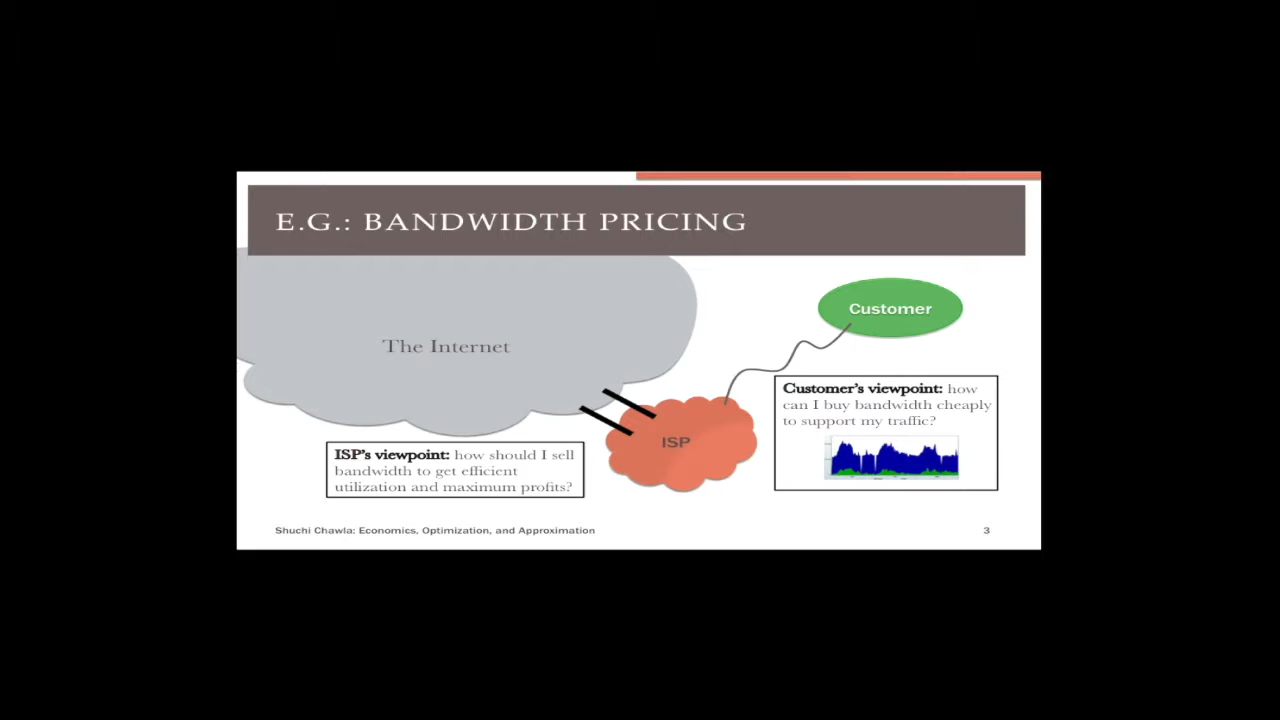 E.G.: BANDWIDTH PRICING
The Internet
Customer
ISP
Customer's viewpoint: how
can I buy bandwidth cheaply
to support my traffic?
ISP's viewpoint: how should I sell
bandwidth to get efficient
utilization and maximum profits?
Shuchi Chawla: Economics, Optimization, and Approximation
3